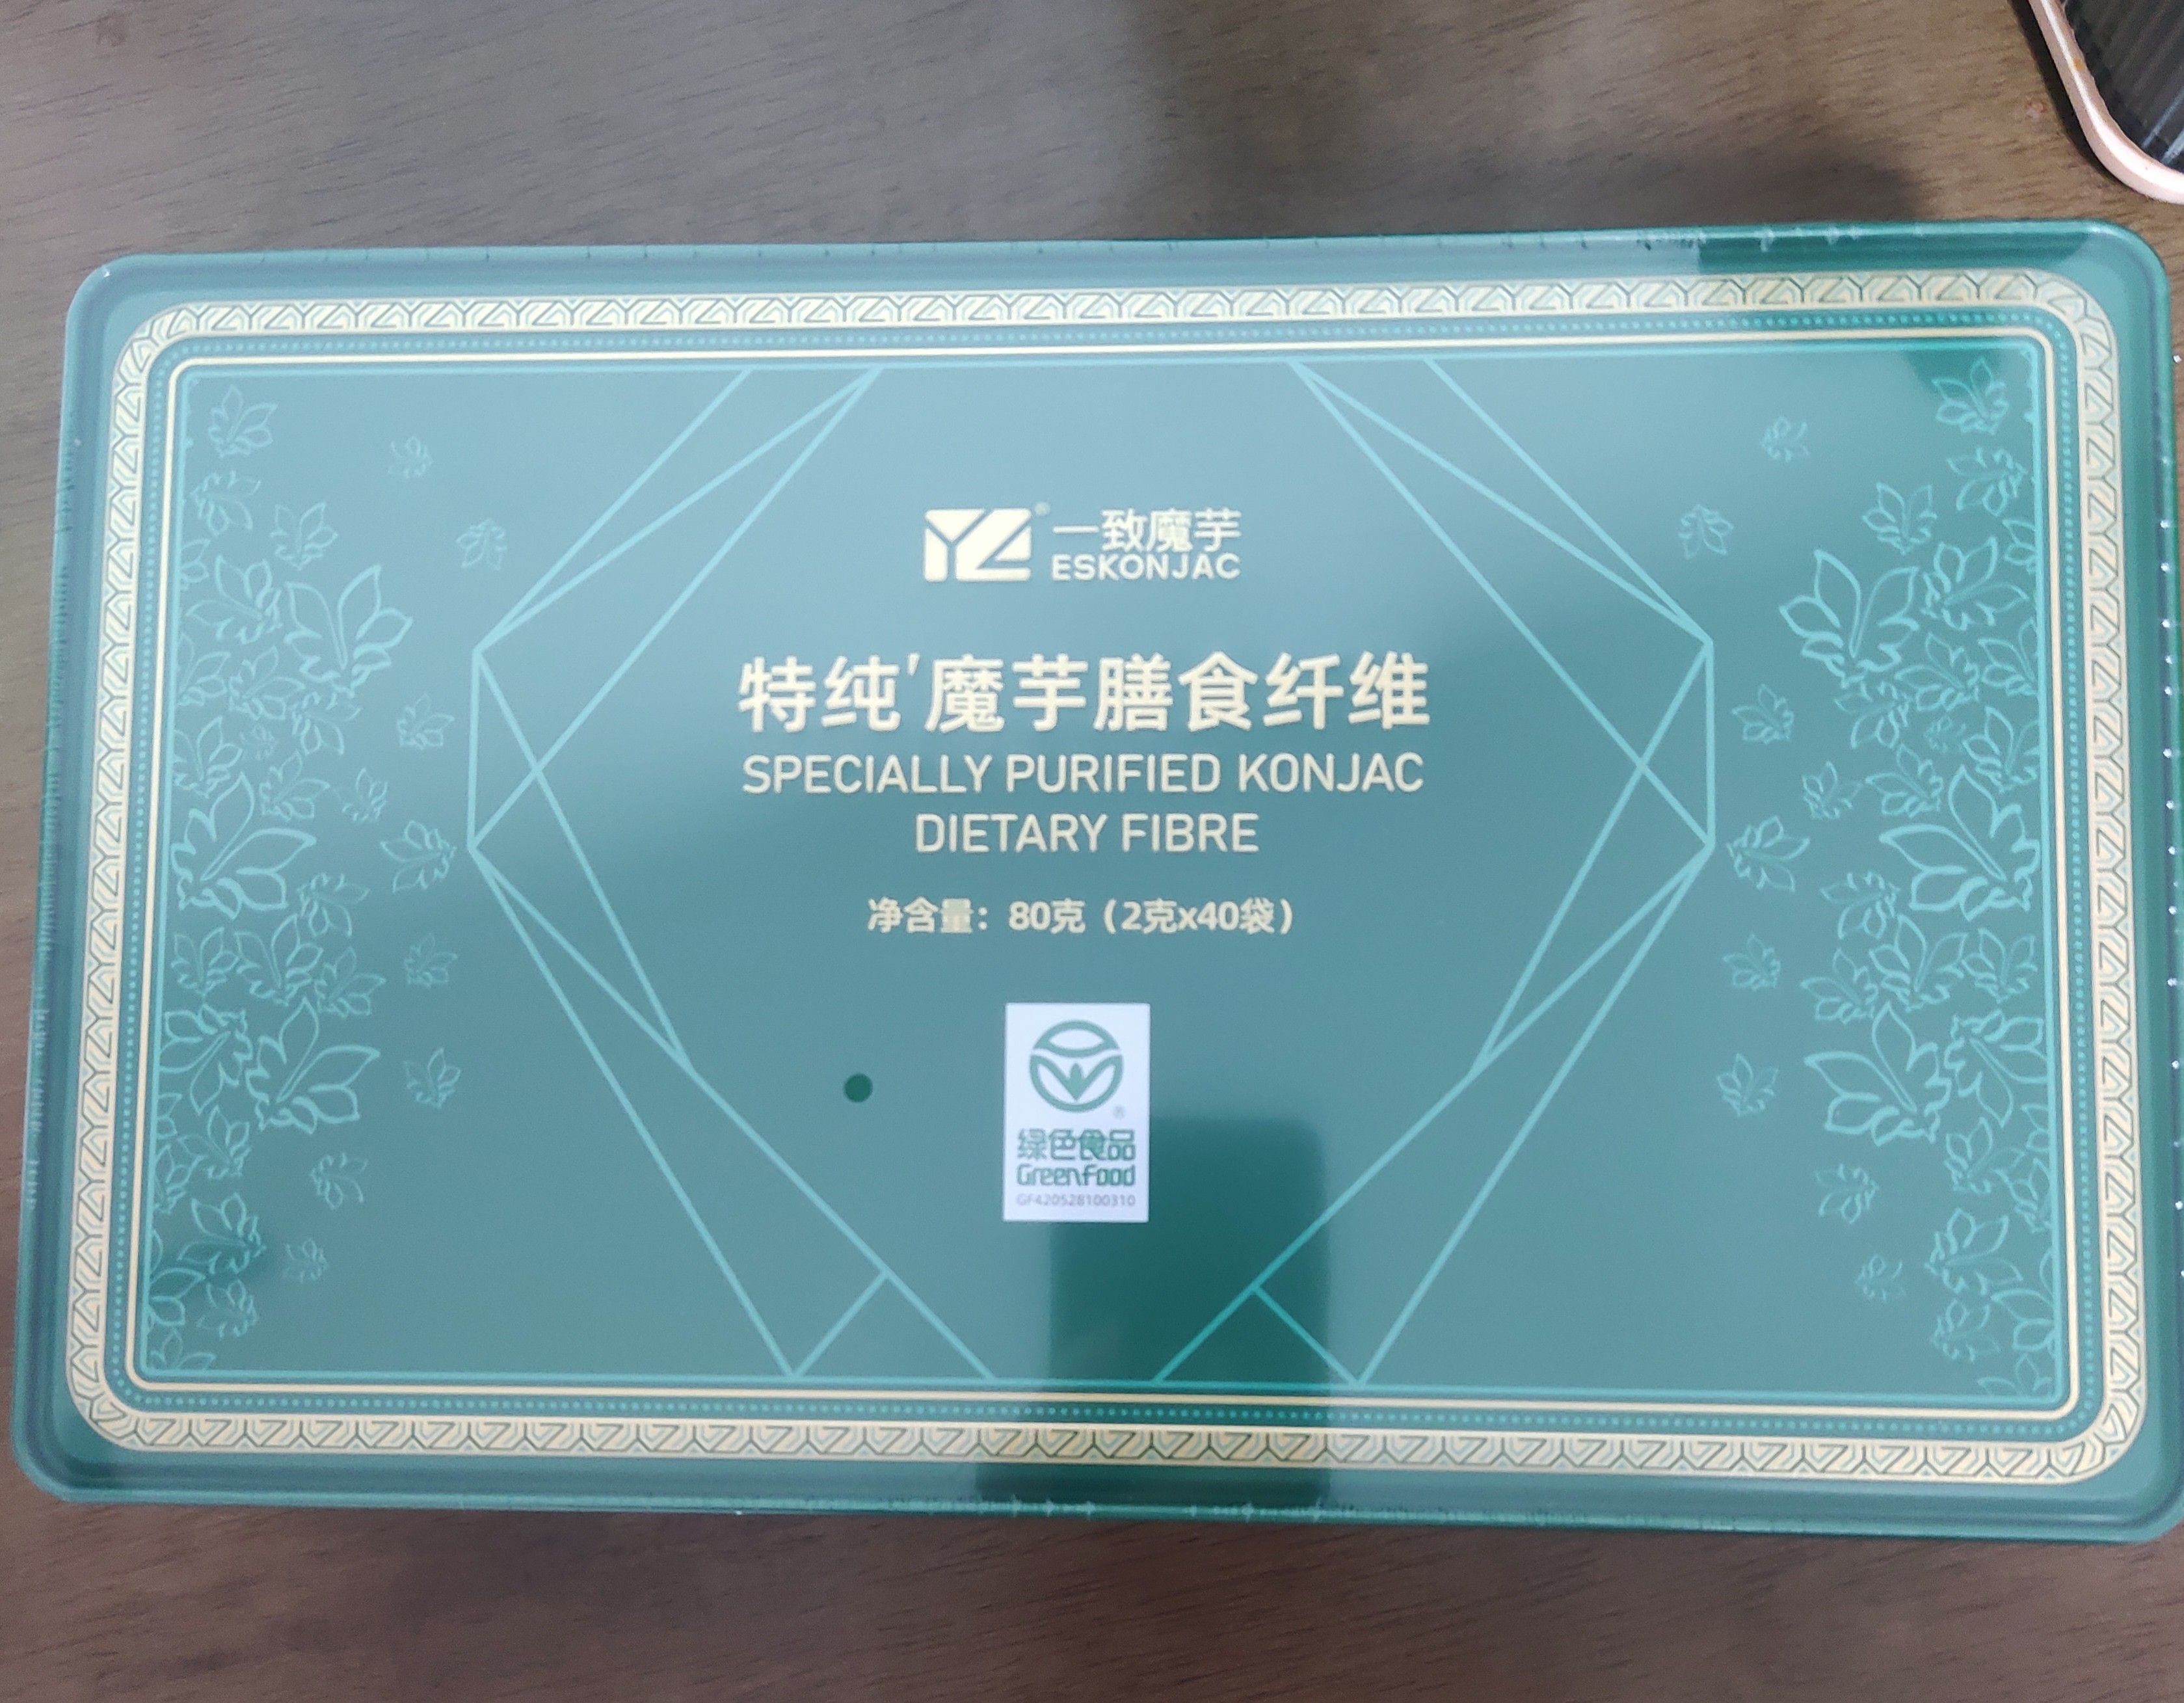 YZ® 一致魔芋
ESKONJAC
特纯'魔芋膳食纤维
SPECIALLY PURIFIED KONJAC
DIETARY FIBRE
净含量：80克（2克x40袋）
®
绿色食品
Greenfood
GF420528100310